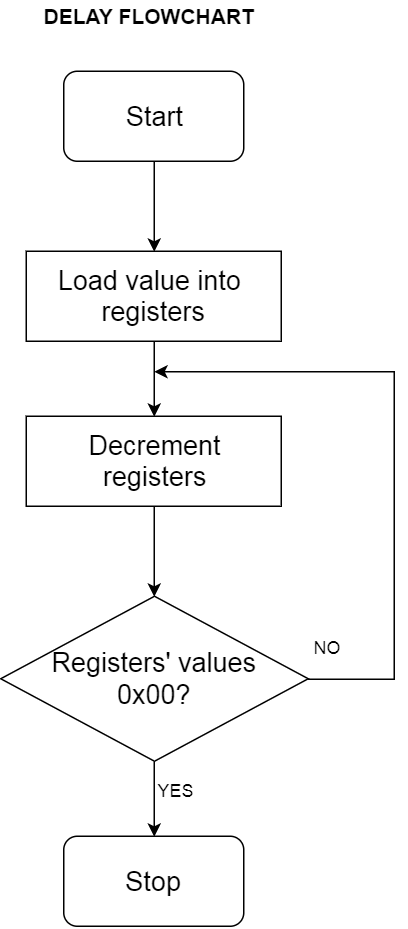 DELAY FLOWCHART
Start
Load value into
registers
Decrement
registers
Registers' values
0x00?
NO
YES
Stop